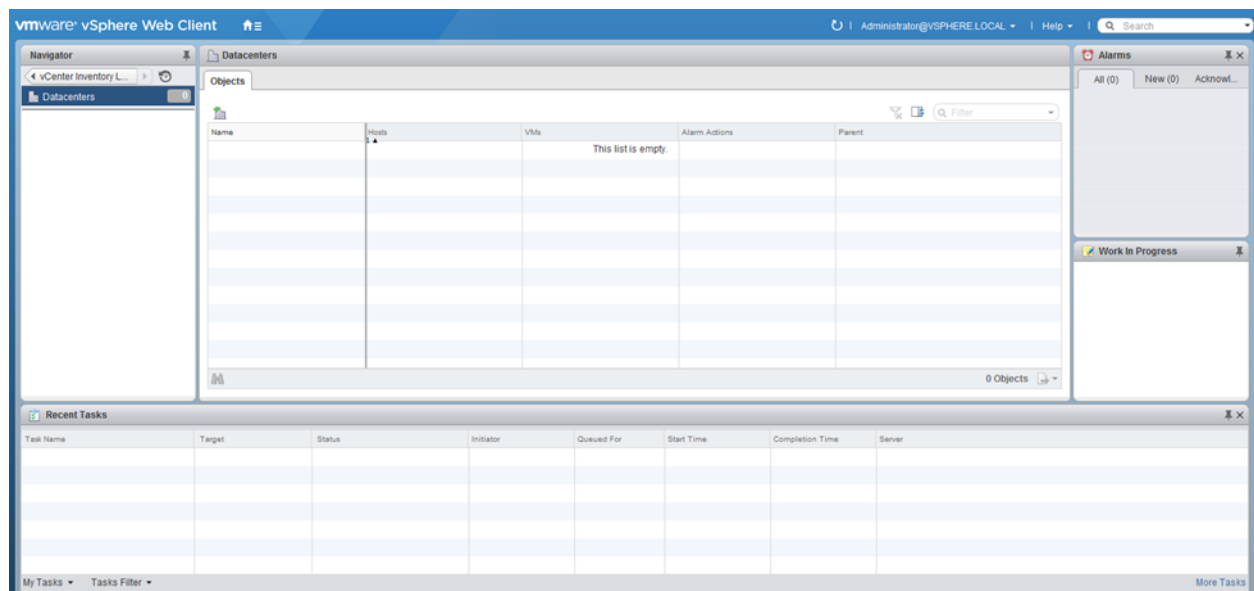 vmware® vSphere Web Client
Administrator@VSPHERE.LOCAL | Help | Search
Navigator
vCenter Inventory L...
Datacenters 0
Datacenters
Objects
Filter
Name Hosts VMs Alarm Actions Parent
1
This list is empty.
0 Objects
Alarms
All (0) New (0) Acknowl...
Work In Progress
Recent Tasks
Task Name Target Status Initiator Queued For Start Time Completion Time Server
My Tasks Tasks Filter More Tasks